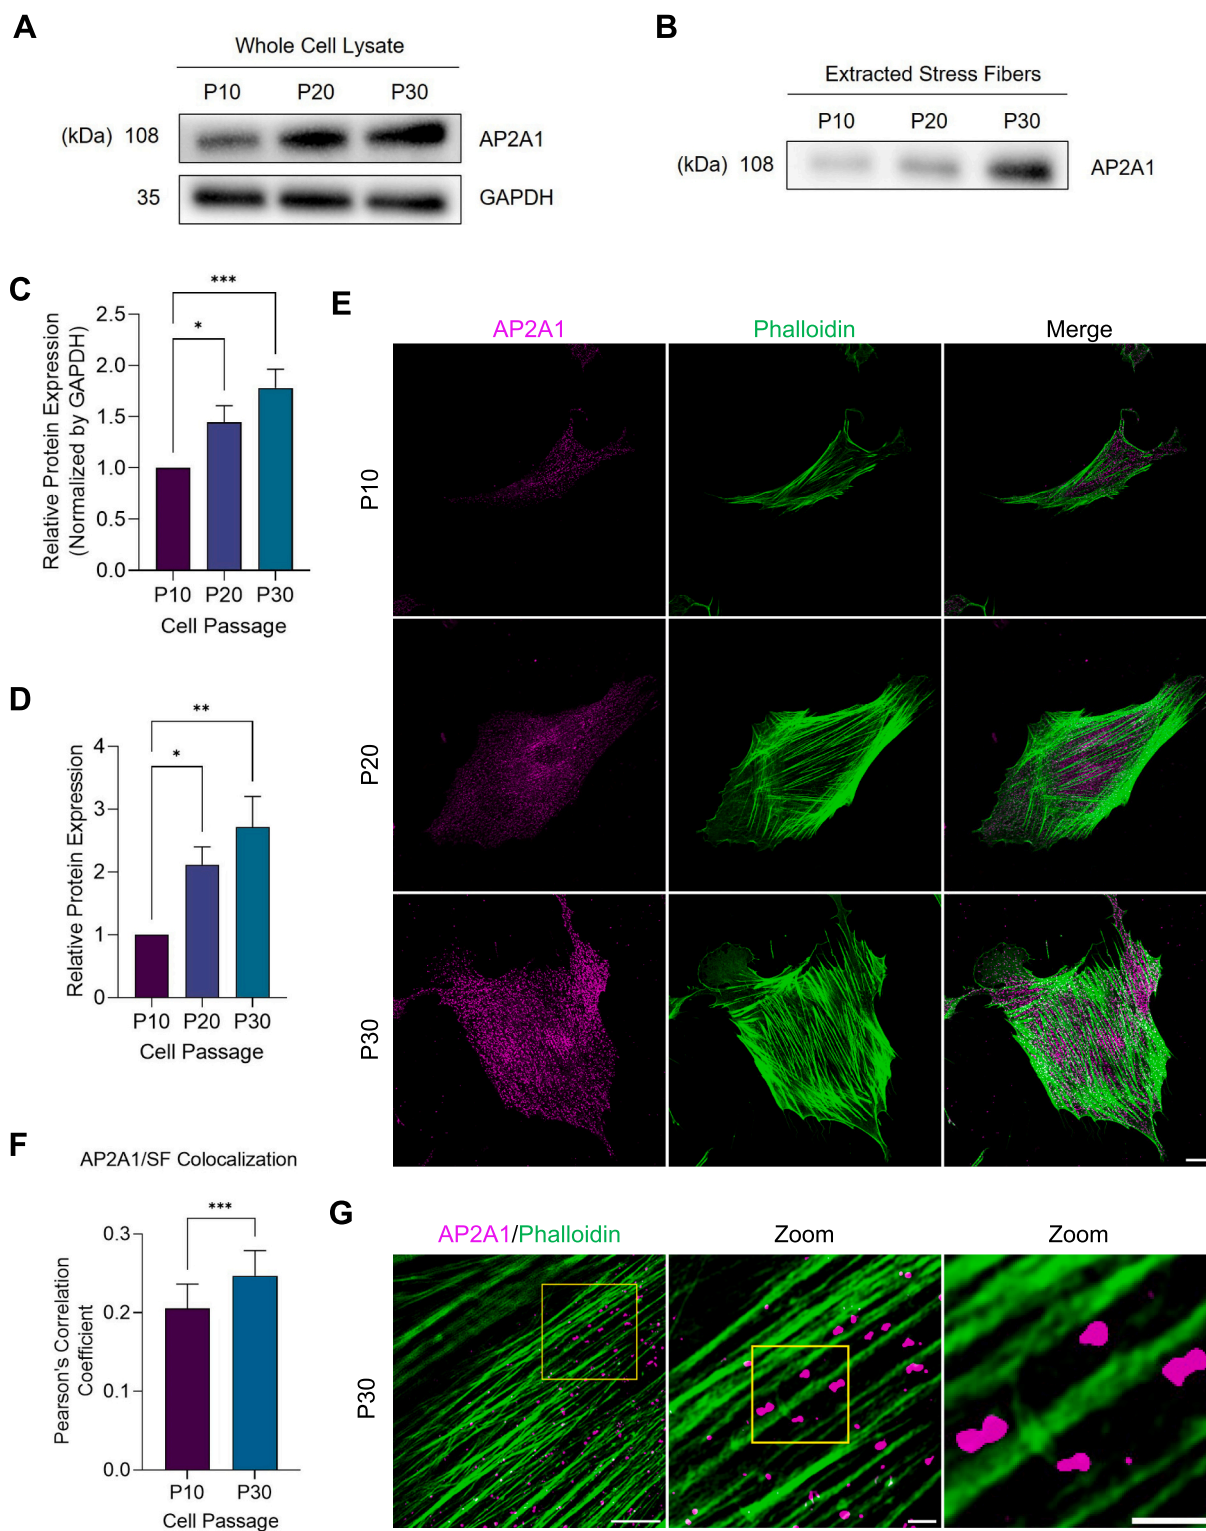 A
Whole Cell Lysate
P10 P20 P30
(kDa) 108 AP2A1
35 GAPDH
B
Extracted Stress Fibers
P10 P20 P30
(kDa) 108 AP2A1
C
Relative Protein Expression
(Normalized by GAPDH)
2.5
2.0
1.5
1.0
0.5
0.0
***
*
P10 P20 P30
Cell Passage
D
Relative Protein Expression
4
3
2
1
0
**
*
P10 P20 P30
Cell Passage
E
AP2A1 Phalloidin Merge
P10
P20
P30
F
AP2A1/SF Colocalization
Pearson's Correlation
Coefficient
0.3
0.2
0.1
0.0
***
P10 P30
Cell Passage
G
AP2A1/Phalloidin Zoom Zoom
P30